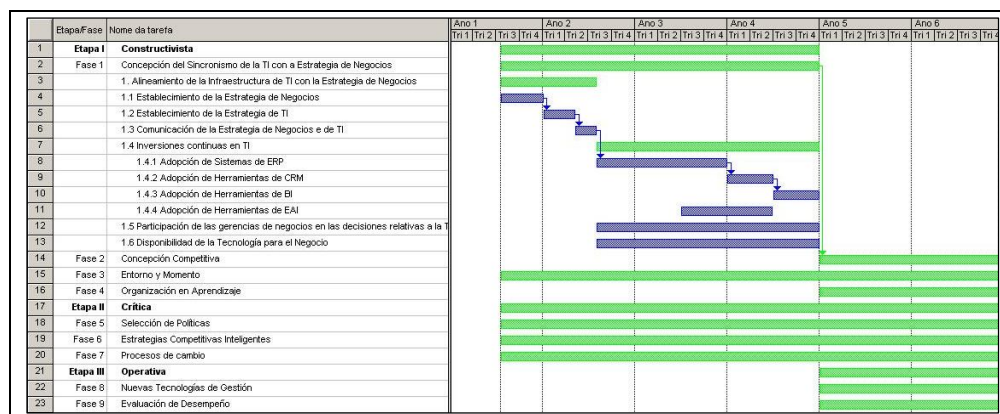 Etapa/Fase Nome da tarefa Ano 1 Ano 2 Ano 3 Ano 4 Ano 5 Ano 6
Tri 1 Tri 2 Tri 3 Tri 4 Tri 1 Tri 2 Tri 3 Tri 4 Tri 1 Tri 2 Tri 3 Tri 4 Tri 1 Tri 2 Tri 3 Tri 4 Tri 1 Tri 2 Tri 3 Tri 4 Tri 1 Tri 2 Tri 3 Tri 4
1 Etapa I Constructivista
2 Fase 1 Concepción del Sincronismo de la TI con a Estrategia de Negocios
3 1. Alineamiento de la Infraestructura de TI con la Estrategia de Negocios
4 1.1 Establecimiento de la Estrategia de Negocios
5 1.2 Establecimiento de la Estrategia de TI
6 1.3 Comunicación de la Estrategia de Negocios e de TI
7 1.4 Inversiones continuas en TI
8 1.4.1 Adopción de Sistemas de ERP
9 1.4.2 Adopción de Herramientas de CRM
10 1.4.3 Adopción de Herramientas de BI
11 1.4.4 Adopción de Herramientas de EAI
12 1.5 Participación de las gerencias de negocios en las decisiones relativas a la T
13 1.6 Disponibilidad de la Tecnología para el Negocio
14 Fase 2 Concepción Competitiva
15 Fase 3 Entorno y Momento
16 Fase 4 Organización en Aprendizaje
17 Etapa II Crítica
18 Fase 5 Selección de Políticas
19 Fase 6 Estrategias Competitivas Inteligentes
20 Fase 7 Procesos de cambio
21 Etapa III Operativa
22 Fase 8 Nuevas Tecnologías de Gestión
23 Fase 9 Evaluación de Desempeño